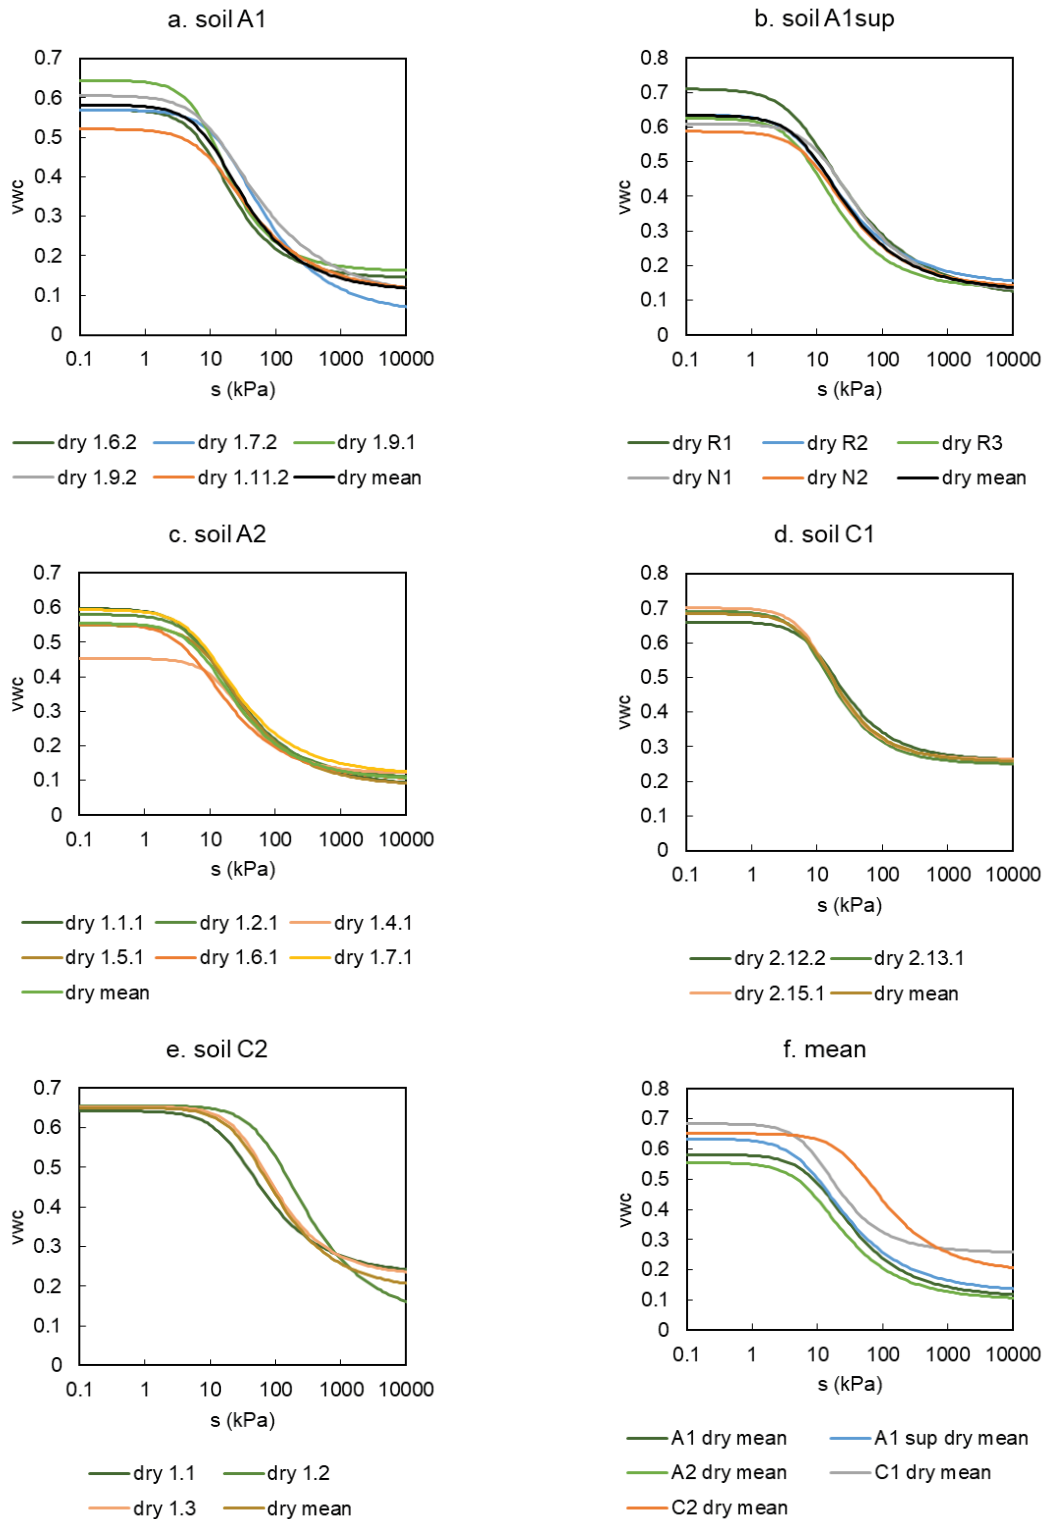 a. soil A1
0.7
0.6
0.5
0.4
0.3
0.2
0.1
0
vwc
0.1 1 10 100 1000 10000
s (kPa)
dry 1.6.2 dry 1.7.2 dry 1.9.1
dry 1.9.2 dry 1.11.2 dry mean
b. soil A1sup
0.8
0.7
0.6
0.5
0.4
0.3
0.2
0.1
0
vwc
0.1 1 10 100 1000 10000
s (kPa)
dry R1 dry R2 dry R3
dry N1 dry N2 dry mean
c. soil A2
0.7
0.6
0.5
0.4
0.3
0.2
0.1
0
vwc
0.1 1 10 100 1000 10000
s (kPa)
dry 1.1.1 dry 1.2.1 dry 1.4.1
dry 1.5.1 dry 1.6.1 dry 1.7.1
dry mean
d. soil C1
0.8
0.7
0.6
0.5
0.4
0.3
0.2
0.1
0
vwc
0.1 1 10 100 1000 10000
s (kPa)
dry 2.12.2 dry 2.13.1
dry 2.15.1 dry mean
e. soil C2
0.7
0.6
0.5
0.4
0.3
0.2
0.1
0
vwc
0.1 1 10 100 1000 10000
s (kPa)
dry 1.1 dry 1.2
dry 1.3 dry mean
f. mean
0.8
0.7
0.6
0.5
0.4
0.3
0.2
0.1
0
vwc
0.1 1 10 100 1000 10000
s (kPa)
A1 dry mean A1 sup dry mean
A2 dry mean C1 dry mean
C2 dry mean